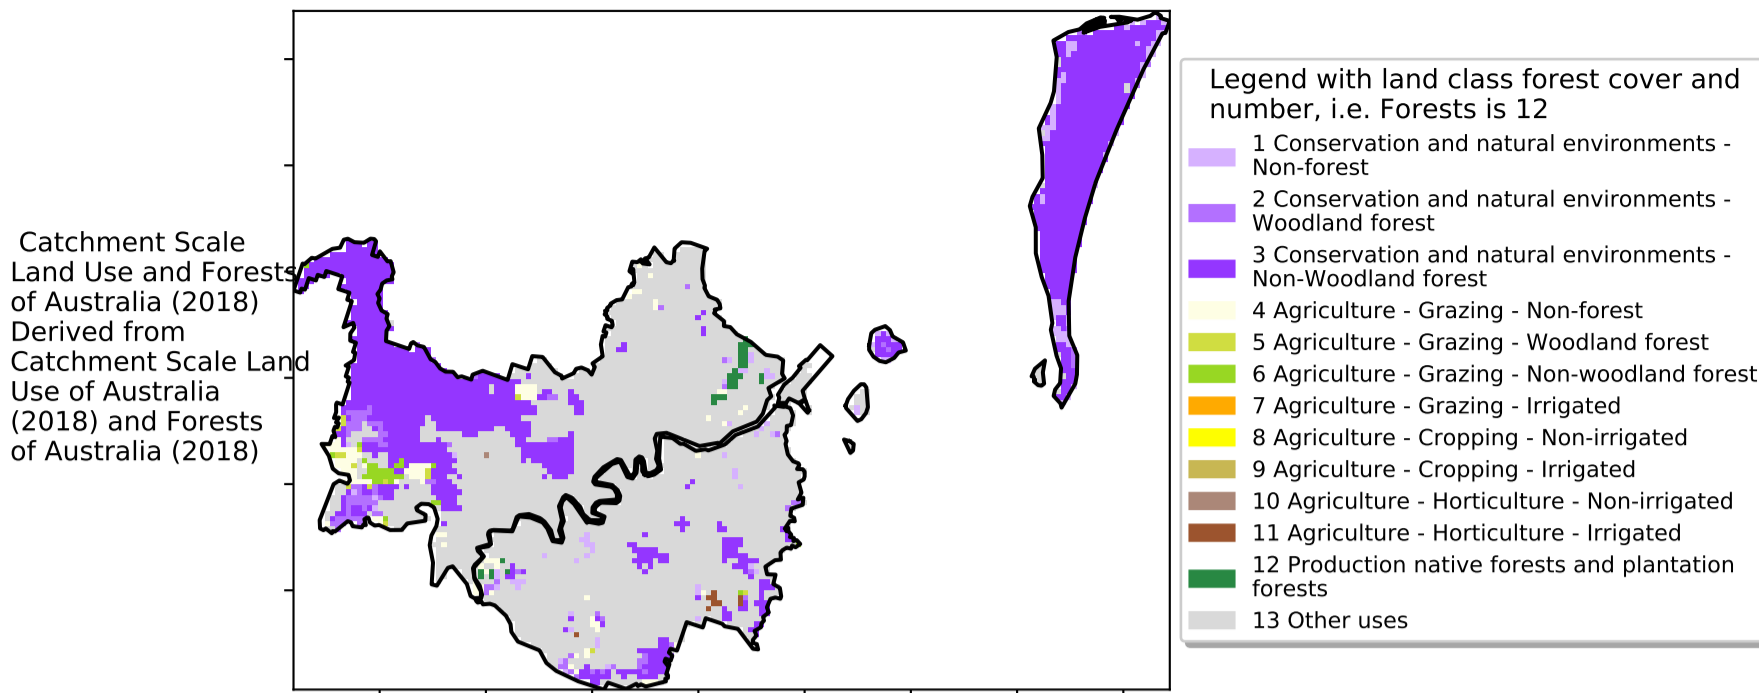 Catchment Scale
Land Use and Forests
of Australia (2018)
Derived from
Catchment Scale Land
Use of Australia
(2018) and Forests
of Australia (2018)
Legend with land class forest cover and
number, i.e. Forests is 12
1 Conservation and natural environments -
Non-forest
2 Conservation and natural environments -
Woodland forest
3 Conservation and natural environments -
Non-Woodland forest
4 Agriculture - Grazing - Non-forest
5 Agriculture - Grazing - Woodland forest
6 Agriculture - Grazing - Non-woodland forest
7 Agriculture - Grazing - Irrigated
8 Agriculture - Cropping - Non-irrigated
9 Agriculture - Cropping - Irrigated
10 Agriculture - Horticulture - Non-irrigated
11 Agriculture - Horticulture - Irrigated
12 Production native forests and plantation
forests
13 Other uses